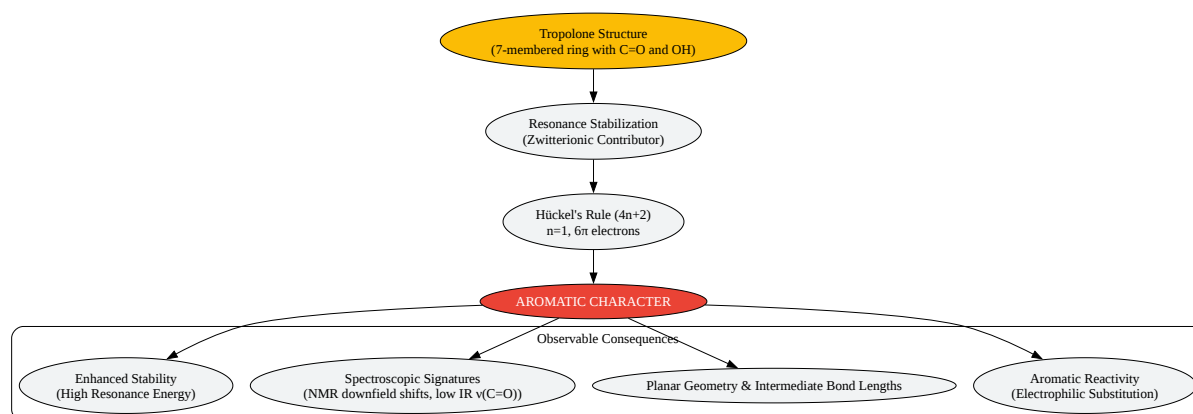 Tropolone Structure
(7-membered ring with C=O and OH)
Resonance Stabilization
(Zwitterionic Contributor)
Hückel's Rule (4n+2)
n=1, 6π electrons
AROMATIC CHARACTER
Observable Consequences
Enhanced Stability
(High Resonance Energy)
Spectroscopic Signatures
(NMR downfield shifts, low IR ν(C=O))
Planar Geometry & Intermediate Bond Lengths
Aromatic Reactivity
(Electrophilic Substitution)